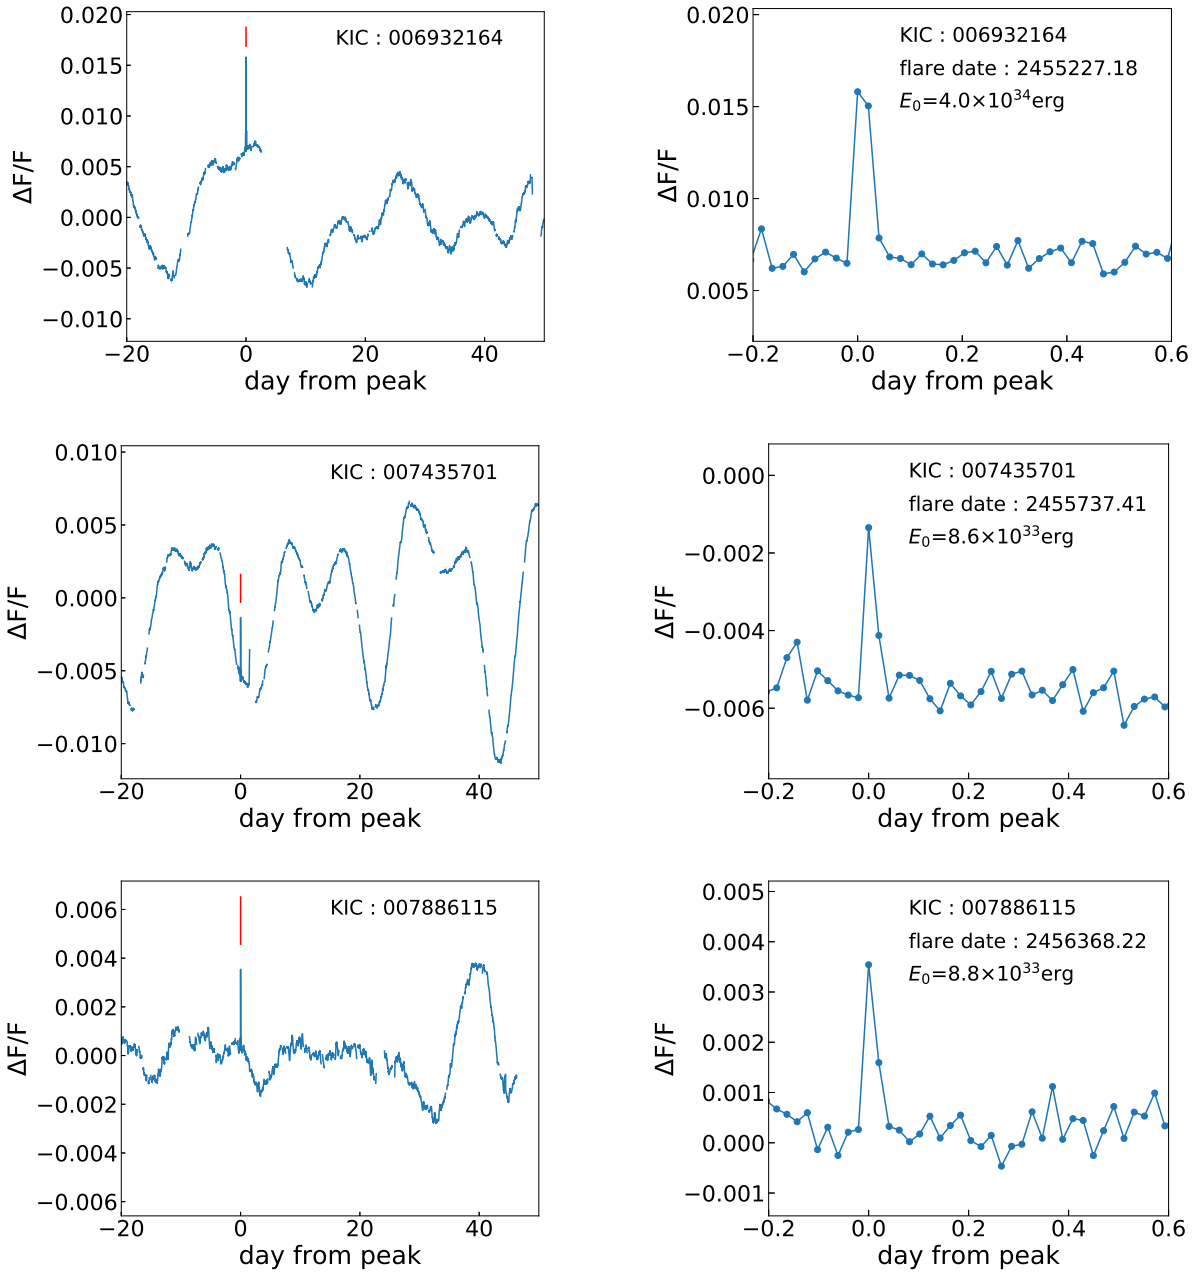 0.020
0.015
0.010
0.005
0.000
−0.005
−0.010
ΔF/F
KIC : 006932164
−20 0 20 40
day from peak
0.020
0.015
0.010
0.005
ΔF/F
KIC : 006932164
flare date : 2455227.18
E₀=4.0×10³⁴erg
−0.2 0.0 0.2 0.4 0.6
day from peak
0.010
0.005
0.000
−0.005
−0.010
ΔF/F
KIC : 007435701
−20 0 20 40
day from peak
0.000
−0.002
−0.004
−0.006
ΔF/F
KIC : 007435701
flare date : 2455737.41
E₀=8.6×10³³erg
−0.2 0.0 0.2 0.4 0.6
day from peak
0.006
0.004
0.002
0.000
−0.002
−0.004
−0.006
ΔF/F
KIC : 007886115
−20 0 20 40
day from peak
0.005
0.004
0.003
0.002
0.001
0.000
−0.001
ΔF/F
KIC : 007886115
flare date : 2456368.22
E₀=8.8×10³³erg
−0.2 0.0 0.2 0.4 0.6
day from peak